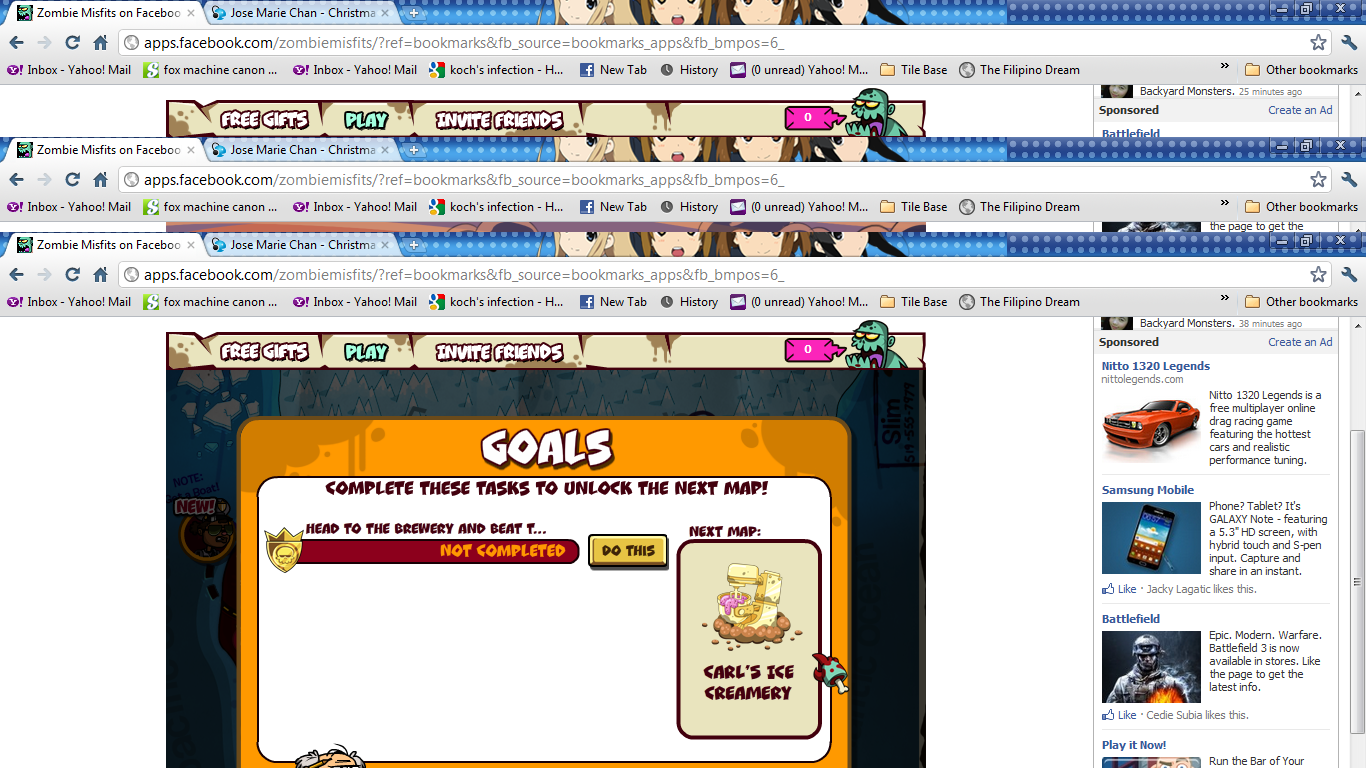 Zombie Misfits on Faceboo
Jose Marie Chan - Christma
apps.facebook.com/zombiemisfits/?ref=bookmarks&fb_source=bookmarks_apps&fb_bmpos=6_
Inbox - Yahoo! Mail
fox machine canon ...
Inbox - Yahoo! Mail
koch's infection - H...
New Tab
History
(0 unread) Yahoo! M...
Tile Base
The Filipino Dream
»
Other bookmarks
Backyard Monsters. 25 minutes ago
Sponsored
Create an Ad
FREE GIFTS
PLAY
INVITE FRIENDS
0
Battlefield
Zombie Misfits on Faceboo
Jose Marie Chan - Christma
apps.facebook.com/zombiemisfits/?ref=bookmarks&fb_source=bookmarks_apps&fb_bmpos=6_
Inbox - Yahoo! Mail
fox machine canon ...
Inbox - Yahoo! Mail
koch's infection - H...
New Tab
History
(0 unread) Yahoo! M...
Tile Base
The Filipino Dream
»
Other bookmarks
the page to get the
Zombie Misfits on Faceboo
Jose Marie Chan - Christma
apps.facebook.com/zombiemisfits/?ref=bookmarks&fb_source=bookmarks_apps&fb_bmpos=6_
Inbox - Yahoo! Mail
fox machine canon ...
Inbox - Yahoo! Mail
koch's infection - H...
New Tab
History
(0 unread) Yahoo! M...
Tile Base
The Filipino Dream
»
Other bookmarks
Backyard Monsters. 38 minutes ago
Sponsored
Create an Ad
FREE GIFTS
PLAY
INVITE FRIENDS
0
Slim
519-555-7979
NOTE:
a Boat!
NEW!
GOALS
COMPLETE THESE TASKS TO UNLOCK THE NEXT MAP!
HEAD TO THE BREWERY AND BEAT T...
NOT COMPLETED
DO THIS
NEXT MAP:
CARL'S ICE
CREAMERY
Nitto 1320 Legends
nittolegends.com
Nitto 1320 Legends is a
free multiplayer online
drag racing game
featuring the hottest
cars and realistic
performance tuning.
Samsung Mobile
Phone? Tablet? It's
GALAXY Note - featuring
a 5.3" HD screen, with
hybrid touch and S-pen
input. Capture and
share in an instant.
Like · Jacky Lagatic likes this.
Battlefield
Epic. Modern. Warfare.
Battlefield 3 is now
available in stores. Like
the page to get the
latest info.
Like · Cedie Subia likes this.
Play it Now!
Run the Bar of Your